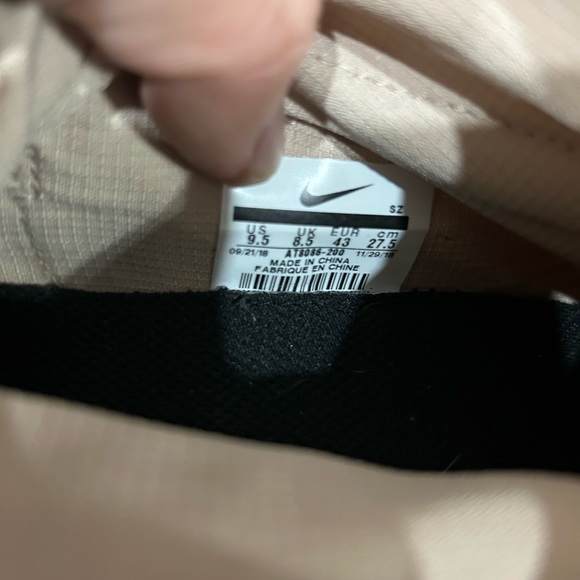 SZ
US UK EUR cm
9.5 8.5 43 27.5
09/21/18 AT8086-200 11/29/18
MADE IN CHINA
FABRIQUE EN CHINE